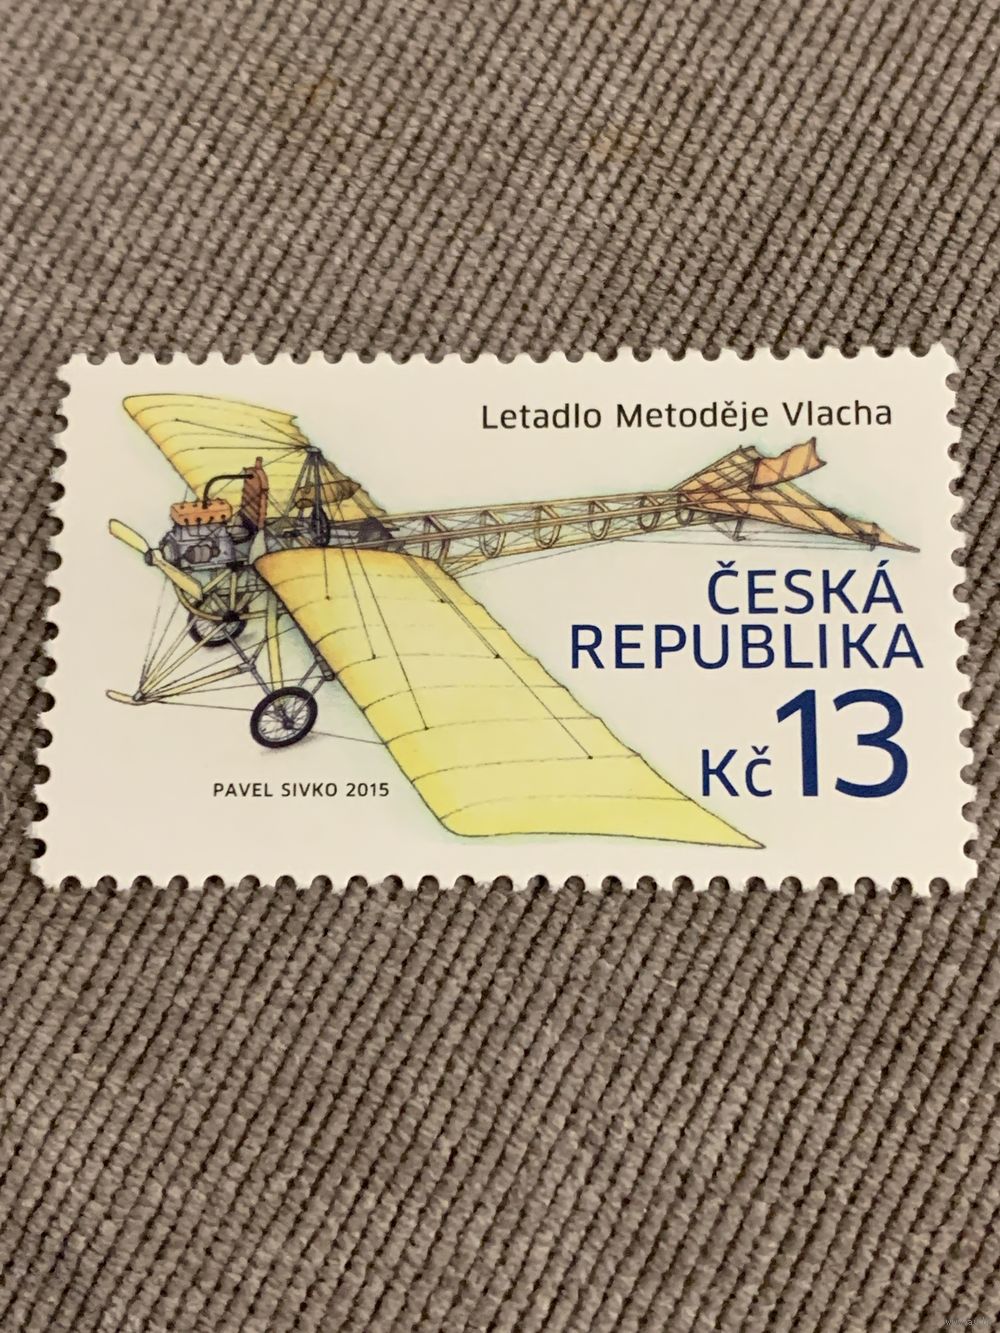 Letadlo Metoděje Vlacha
ČESKÁ
REPUBLIKA
Kč 13
PAVEL SIVKO 2015